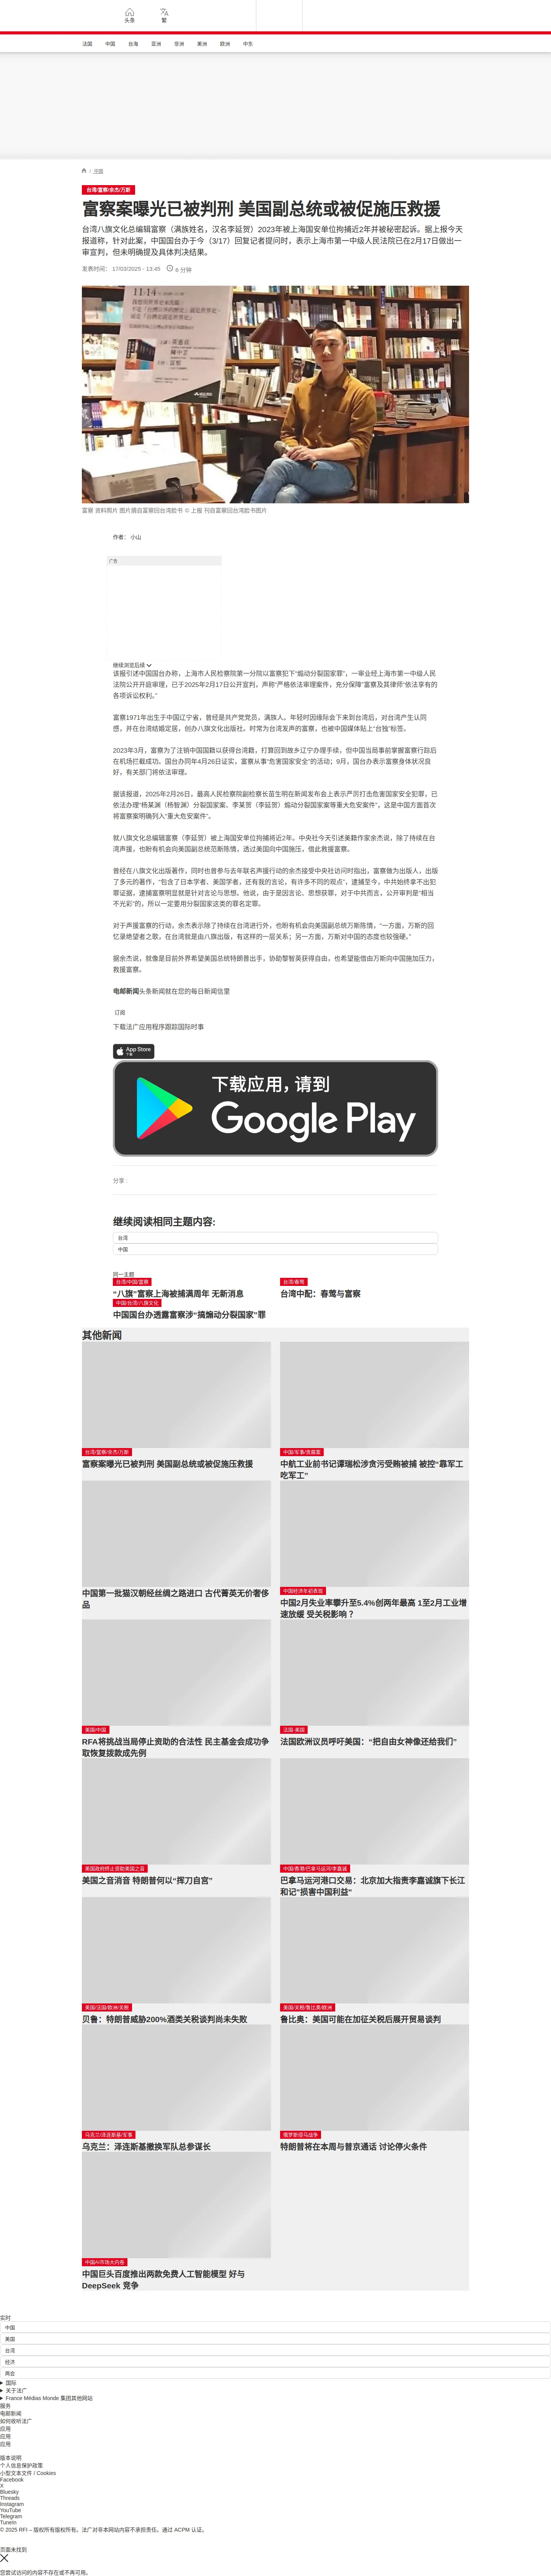 头条
繁
法国 中国 台海 亚洲 非洲 美洲 欧洲 中东
/ 中国
台湾/富察/余杰/万斯
富察案曝光已被判刑 美国副总统或被促施压救援
台湾八旗文化总编辑富察（满族姓名，汉名李延贺）2023年被上海国安单位拘捕近2年并被秘密起诉。据上报今天
报道称，针对此案，中国国台办于今（3/17）回复记者提问时，表示上海市第一中级人民法院已在2月17日做出一
审宣判，但未明确提及具体判决结果。
发表时间： 17/03/2025 - 13:45 6 分钟
11·14
富察 资料照片 图片摘自富察回台湾脸书 © 上报 刊自富察回台湾脸书图片
作者： 小山
广告
继续浏览后续
该报引述中国国台办称，上海市人民检察院第一分院以富察犯下“煽动分裂国家罪”，一审业经上海市第一中级人民
法院公开开庭审理，已于2025年2月17日公开宣判。声称“严格依法审理案件，充分保障”富察及其律师“依法享有的
各项诉讼权利。”
富察1971年出生于中国辽宁省，曾经是共产党党员，满族人。年轻时因缘际会下来到台湾后，对台湾产生认同
感，并在台湾结婚定居，创办八旗文化出版社。时常为台湾发声的富察，也被中国媒体贴上“台独”标签。
2023年3月，富察为了注销中国国籍以获得台湾籍，打算回到故乡辽宁办理手续，但中国当局事前掌握富察行踪后
在机场拦截成功。国台办同年4月26日证实，富察从事“危害国家安全”的活动；9月，国台办表示富察身体状况良
好，有关部门将依法审理。
据该报道，2025年2月26日，最高人民检察院副检察长苗生明在新闻发布会上表示严厉打击危害国家安全犯罪，已
依法办理“杨某渊（杨智渊）分裂国家案、李某贺（李延贺）煽动分裂国家案等重大危安案件”，这是中国方面首次
将富察案明确列入“重大危安案件”。
就八旗文化总编辑富察（李延贺）被上海国安单位拘捕将近2年。中央社今天引述美籍作家余杰说，除了持续在台
湾声援，也盼有机会向美国副总统范斯陈情，透过美国向中国施压，借此救援富察。
曾经在八旗文化出版著作，同时也曾参与去年联名声援行动的余杰接受中央社访问时指出，富察做为出版人，出版
了多元的著作，“包含了日本学者、美国学者，还有我的言论，有许多不同的观点”，逮捕至今，中共始终拿不出犯
罪证据，逮捕富察明显就是针对言论与思想。他说，由于是因言论、思想获罪，对于中共而言，公开审判是“相当
不光彩”的，所以一定要用分裂国家这类的罪名定罪。
对于声援富察的行动，余杰表示除了持续在台湾进行外，也盼有机会向美国副总统万斯陈情，“一方面，万斯的回
忆录绝望者之歌，在台湾就是由八旗出版，有这样的一层关系；另一方面，万斯对中国的态度也较强硬。”
据余杰说，就像是目前外界希望美国总统特朗普出手，协助黎智英获得自由，也希望能借由万斯向中国施加压力，
救援富察。
电邮新闻头条新闻就在您的每日新闻信里
订阅
下载法广应用程序跟踪国际时事
App Store
下载
下载应用，请到
Google Play
分享 :
继续阅读相同主题内容:
台湾
中国
同一主题
台湾/中国/富察
“八旗”富察上海被捕满周年 无新消息
台湾/春莺
台湾中配：春莺与富察
中国/台湾/八旗文化
中国国台办透露富察涉“搞煽动分裂国家”罪
其他新闻
台湾/富察/余杰/万斯
富察案曝光已被判刑 美国副总统或被促施压救援
中国/军事/贪腐案
中航工业前书记谭瑞松涉贪污受贿被捕 被控“靠军工
吃军工”
中国第一批猫汉朝经丝绸之路进口 古代菁英无价奢侈
品
中国经济年初表现
中国2月失业率攀升至5.4%创两年最高 1至2月工业增
速放缓 受关税影响？
美国/中国
RFA将挑战当局停止资助的合法性 民主基金会成功争
取恢复拨款成先例
法国·美国
法国欧洲议员呼吁美国：“把自由女神像还给我们”
美国政府终止资助美国之音
美国之音消音 特朗普何以“挥刀自宫”
中国/香港/巴拿马运河/李嘉诚
巴拿马运河港口交易：北京加大指责李嘉诚旗下长江
和记"损害中国利益"
美国/法国/欧洲/关税
贝鲁：特朗普威胁200%酒类关税谈判尚未失败
美国/关税/鲁比奥/欧洲
鲁比奥：美国可能在加征关税后展开贸易谈判
乌克兰/泽连斯基/军事
乌克兰：泽连斯基撤换军队总参谋长
俄罗斯侵乌战争
特朗普将在本周与普京通话 讨论停火条件
中国AI市场大内卷
中国巨头百度推出两款免费人工智能模型 好与
DeepSeek 竞争
实时
中国
美国
台湾
经济
两会
国际
关于法广
France Médias Monde 集团其他网站
服务
电邮新闻
如何收听法广
应用
应用
应用
版本说明
个人信息保护政策
小型文本文件 / Cookies
Facebook
X
Bluesky
Threads
Instagram
YouTube
Telegram
TuneIn
© 2025 RFI – 版权所有版权所有。法广对非本网站内容不承担责任。通过 ACPM 认证。
页面未找到
您尝试访问的内容不存在或不再可用。